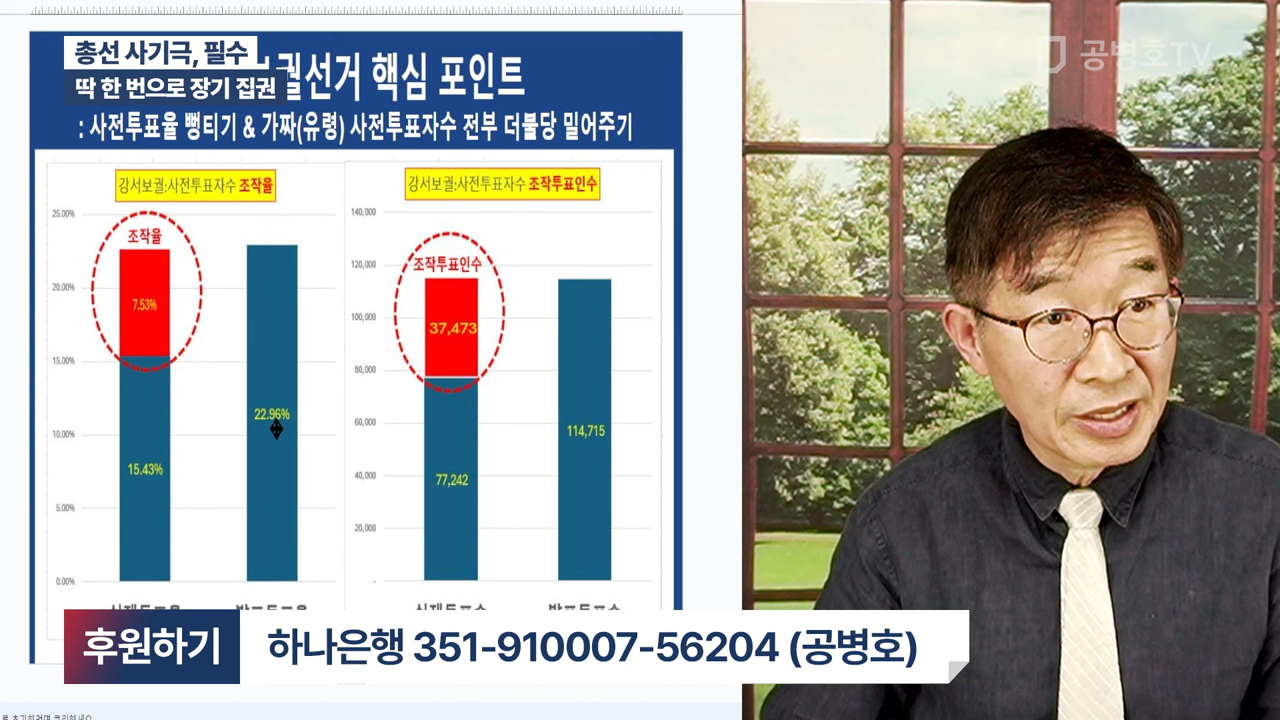 총선 사기극, 필수
딱 한 번으로 장기 집권
궐선거 핵심 포인트
: 사전투표율 뻥티기 & 가짜(유령) 사전투표자수 전부 더불당 밀어주기
강서보궐:사전투표자수 조작율
25.00%
20.00%
15.00%
10.00%
5.00%
0.00%
조작율
7.53%
15.43%
22.96%
강서보궐:사전투표자수 조작투표인수
140,000
120,000
100,000
80,000
60,000
40,000
20,000
-
조작투표인수
37,473
77,242
114,715
공병호TV
후원하기
하나은행 351-910007-56204 (공병호)